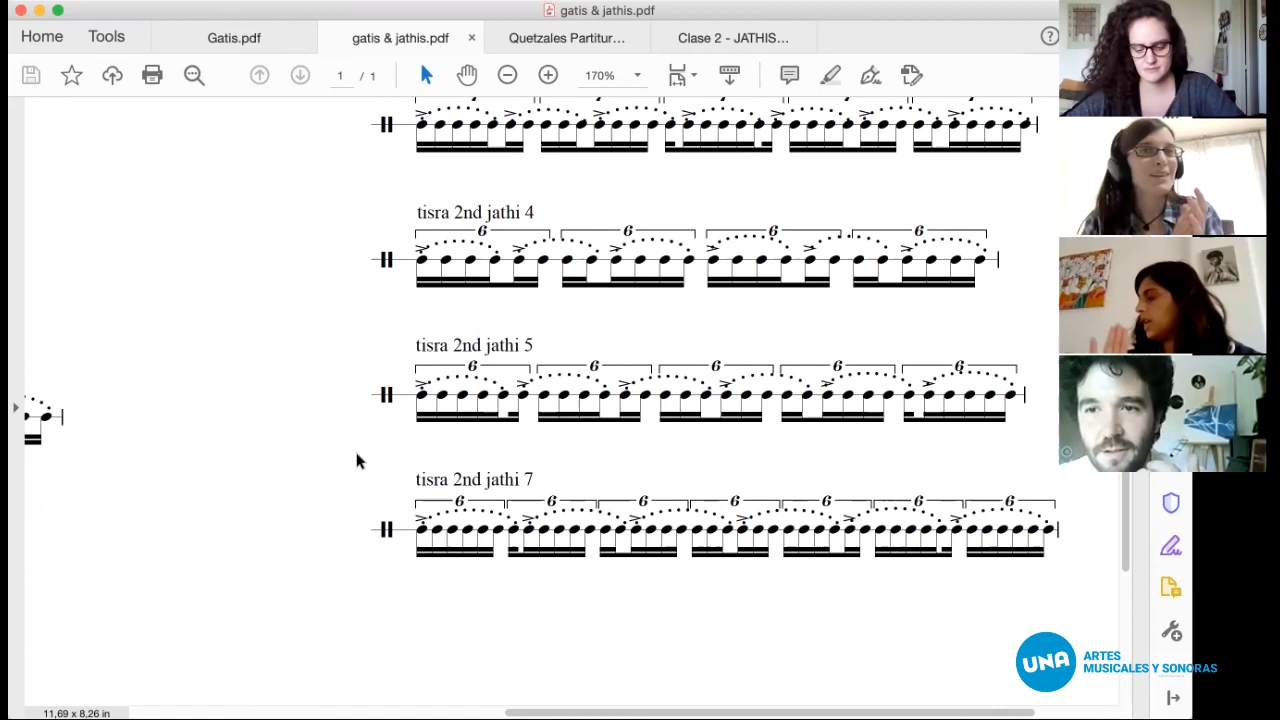 gatis & jathis.pdf
Home Tools Gatis.pdf gatis & jathis.pdf × Quetzales Partitur... Clase 2 - JATHIS...
1 / 1 170%
tisra 2nd jathi 4
6 6 6 6
tisra 2nd jathi 5
6 6 6 6 6
tisra 2nd jathi 7
6 6 6 6 6 6 6
UNA ARTES
MUSICALES Y SONORAS
11,69 x 8,26 in